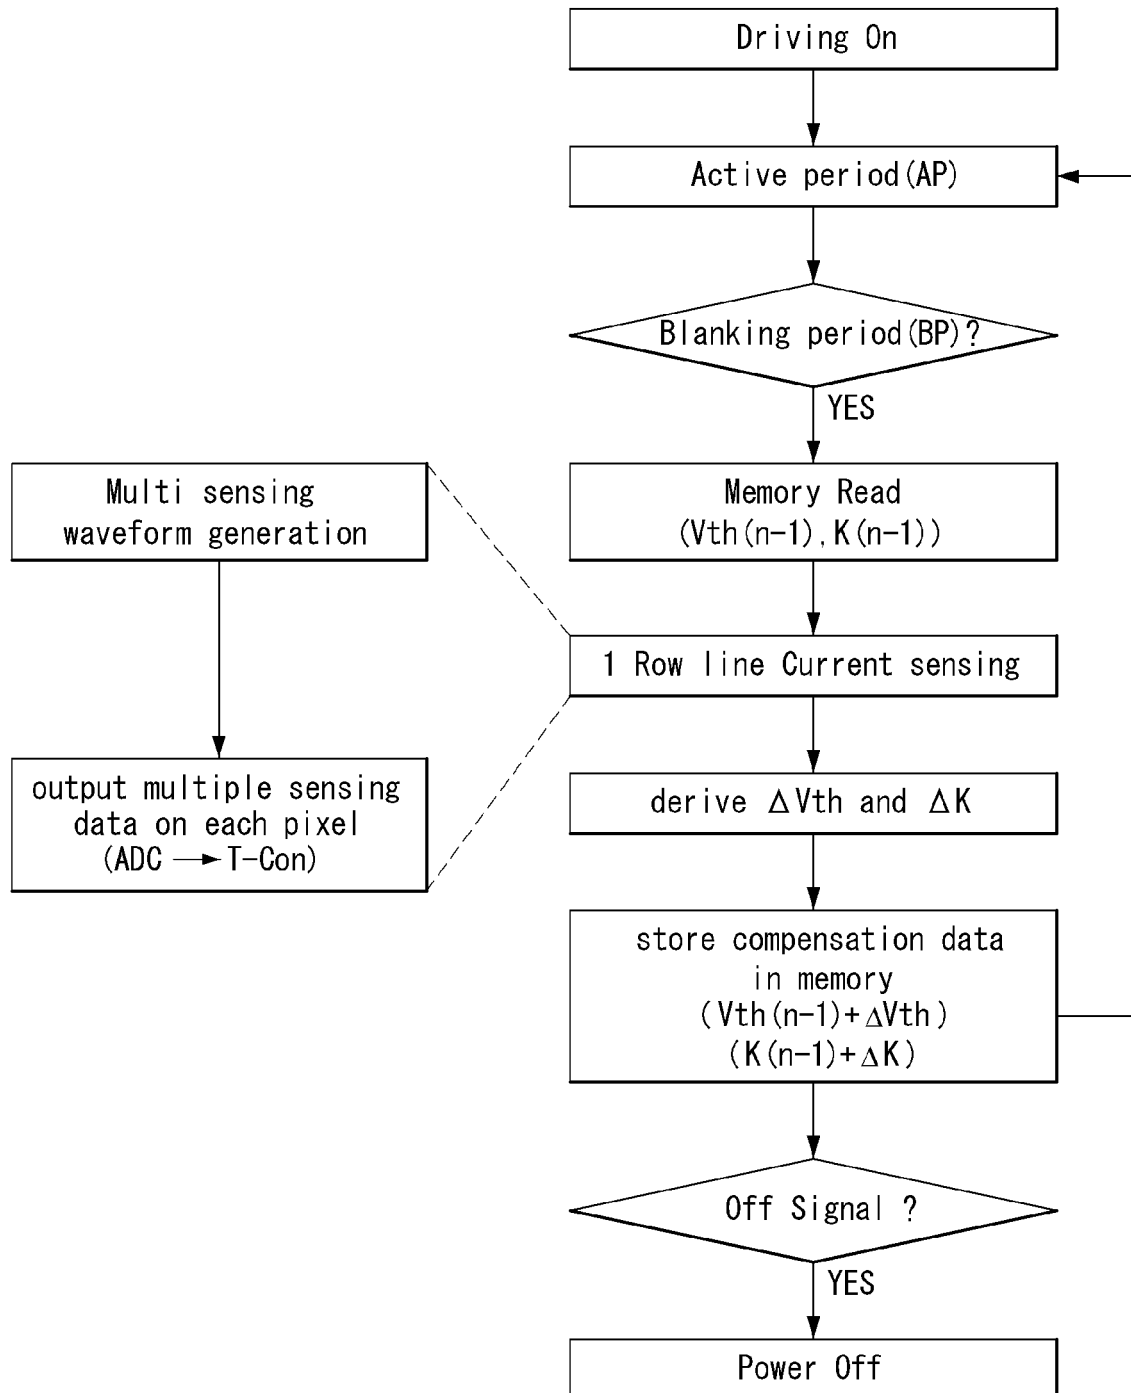 Driving On
Active period(AP)
Blanking period(BP)?
YES
Memory Read
(Vth(n-1),K(n-1))
Multi sensing
waveform generation
1 Row line Current sensing
output multiple sensing
data on each pixel
(ADC → T-Con)
derive ΔVth and ΔK
store compensation data
in memory
(Vth(n-1)+ΔVth)
(K(n-1)+ΔK)
Off Signal ?
YES
Power Off